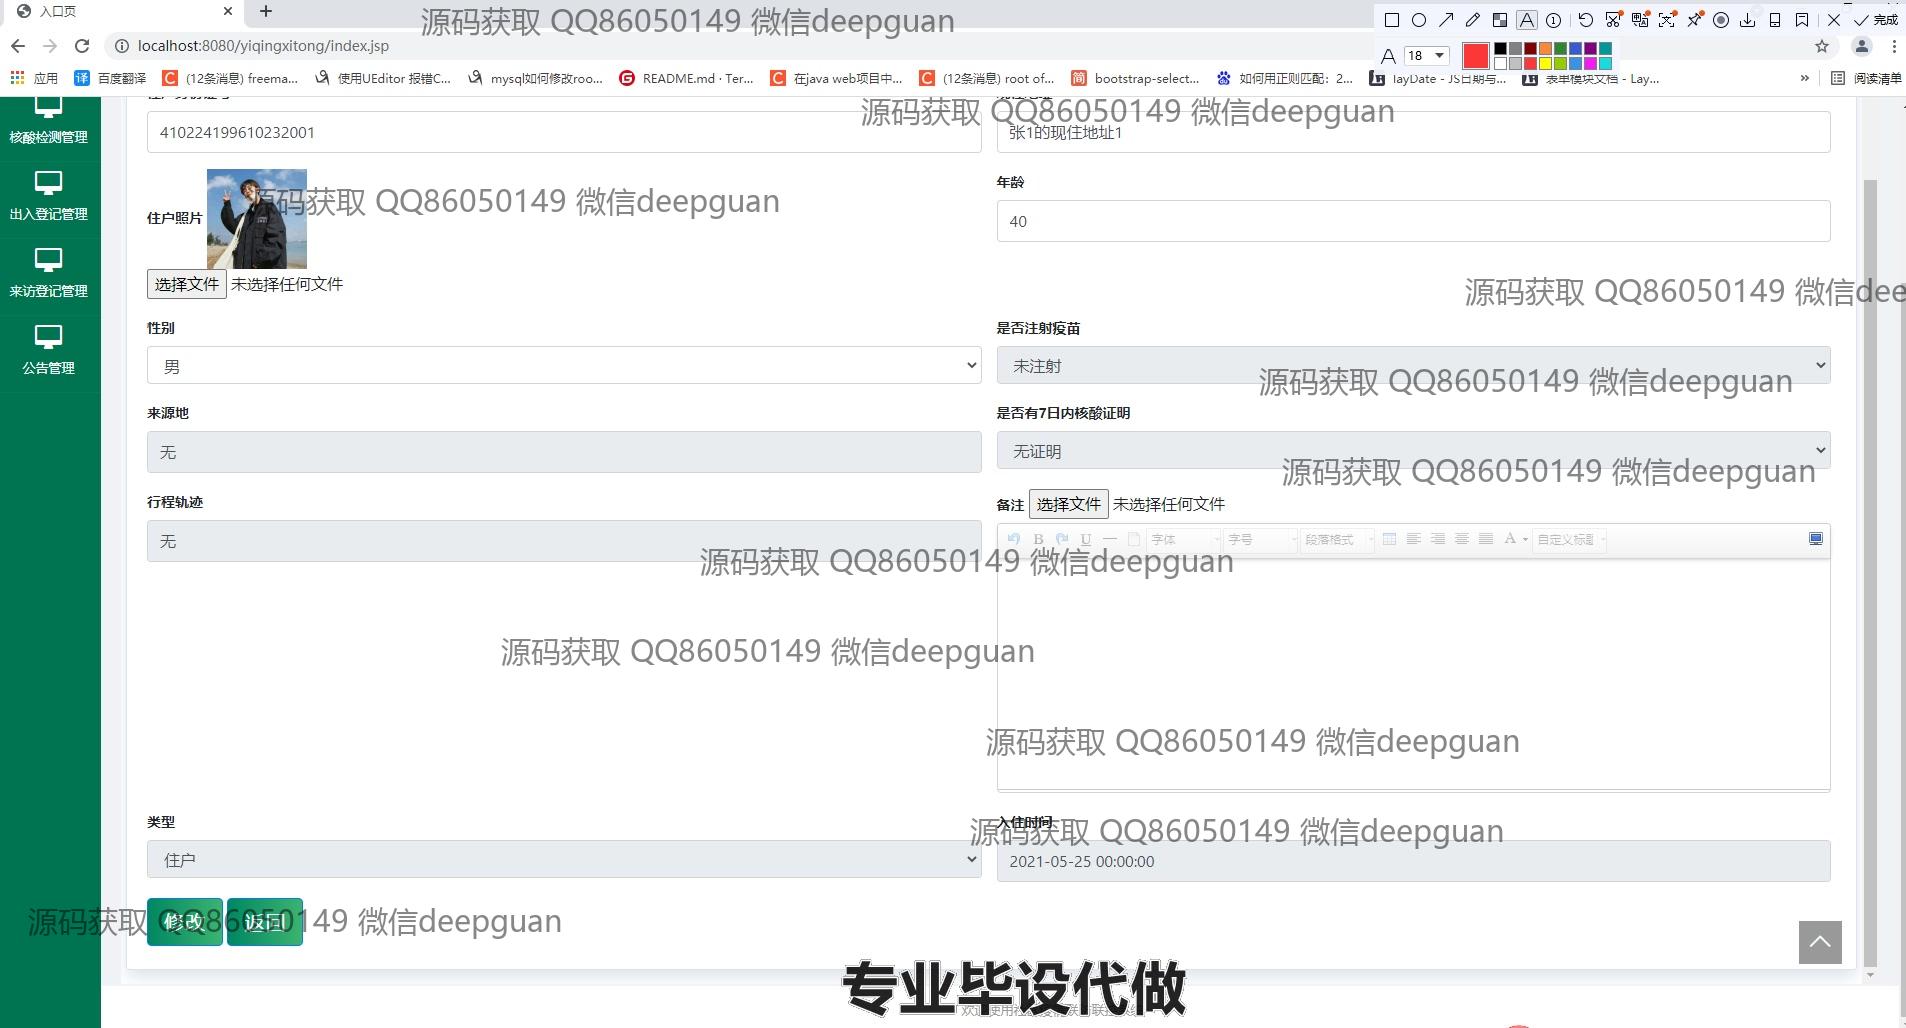 入口页
源码获取 QQ86050149 微信deepguan
完成
localhost:8080/yiqingxitong/index.jsp
18
应用
百度翻译
(12条消息) freema...
使用UEditor 报错C...
mysql如何修改roo...
README.md · Ter...
在java web项目中...
(12条消息) root of...
bootstrap-select...
如何用正则匹配：2...
layDate - JS日期与...
表单模块文档 - Lay...
阅读清单
源码获取 QQ86050149 微信deepguan
核酸检测管理
410224199610232001
张1的现住地址1
出入登记管理
住户照片
源码获取 QQ86050149 微信deepguan
年龄
40
选择文件 未选择任何文件
来访登记管理
源码获取 QQ86050149 微信dee
性别
是否注射疫苗
公告管理
男
未注射
源码获取 QQ86050149 微信deepguan
来源地
是否有7日内核酸证明
无
无证明
源码获取 QQ86050149 微信deepguan
行程轨迹
备注 选择文件 未选择任何文件
无
字体
字号
段落格式
自定义标题
源码获取 QQ86050149 微信deepguan
源码获取 QQ86050149 微信deepguan
源码获取 QQ86050149 微信deepguan
类型
入住时间
源码获取 QQ86050149 微信deepguan
住户
2021-05-25 00:00:00
修改
返回
源码获取 QQ86050149 微信deepguan
专业毕设代做